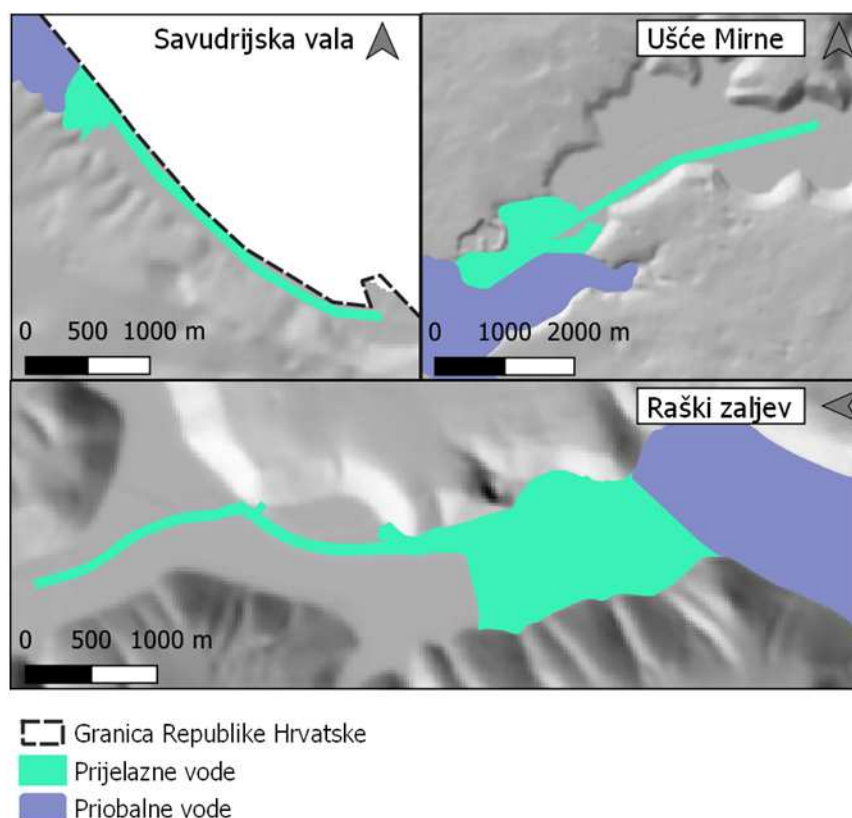 Savudrijska vala
0 500 1000 m
Ušće Mirne
0 1000 2000 m
Raški zaljev
0 500 1000 m
Granica Republike Hrvatske
Prijelazne vode
Priobalne vode